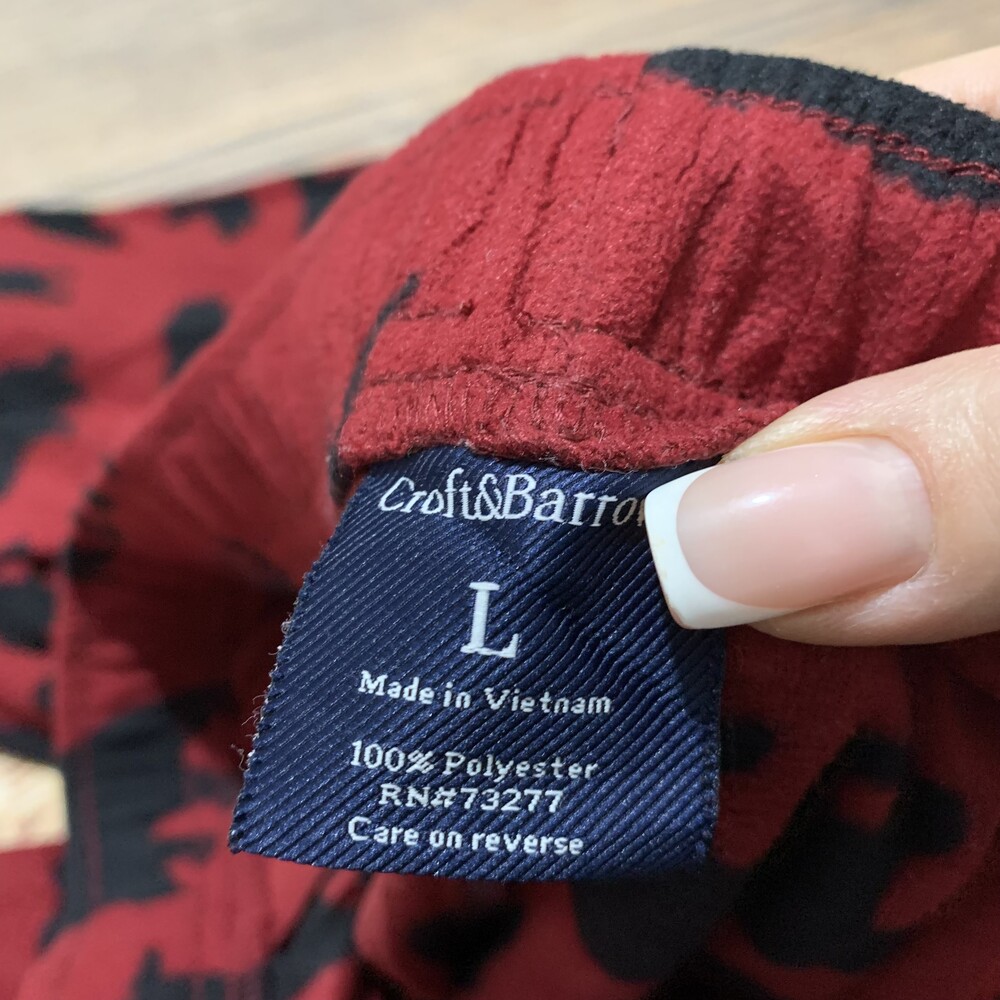 Croft&Barro
L
Made in Vietnam
100% Polyester
RN#73277
Care on reverse